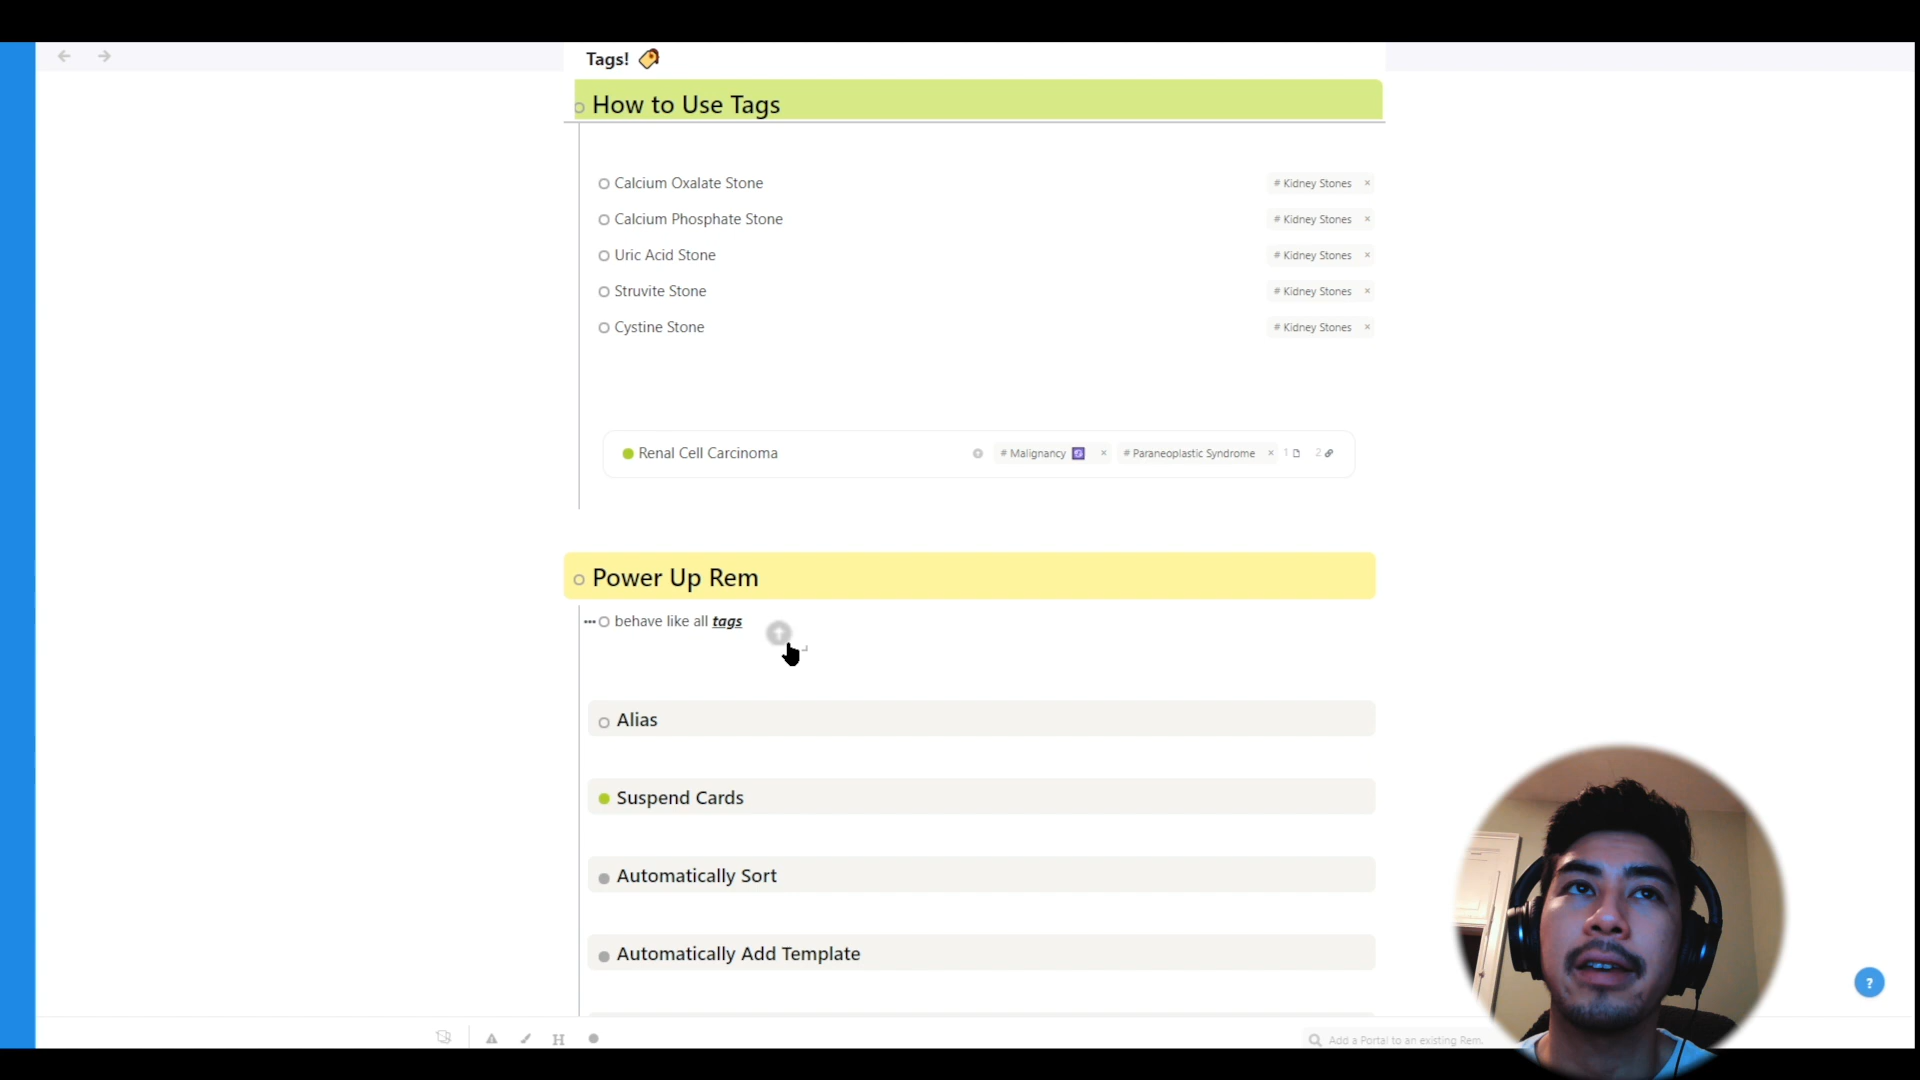 Tags!
How to Use Tags
Calcium Oxalate Stone # Kidney Stones ×
Calcium Phosphate Stone # Kidney Stones ×
Uric Acid Stone # Kidney Stones ×
Struvite Stone # Kidney Stones ×
Cystine Stone # Kidney Stones ×
Renal Cell Carcinoma # Malignancy × # Paraneoplastic Syndrome × 1 2
Power Up Rem
behave like all tags
Alias
Suspend Cards
Automatically Sort
Automatically Add Template
?
H
Add a Portal to an existing Rem.